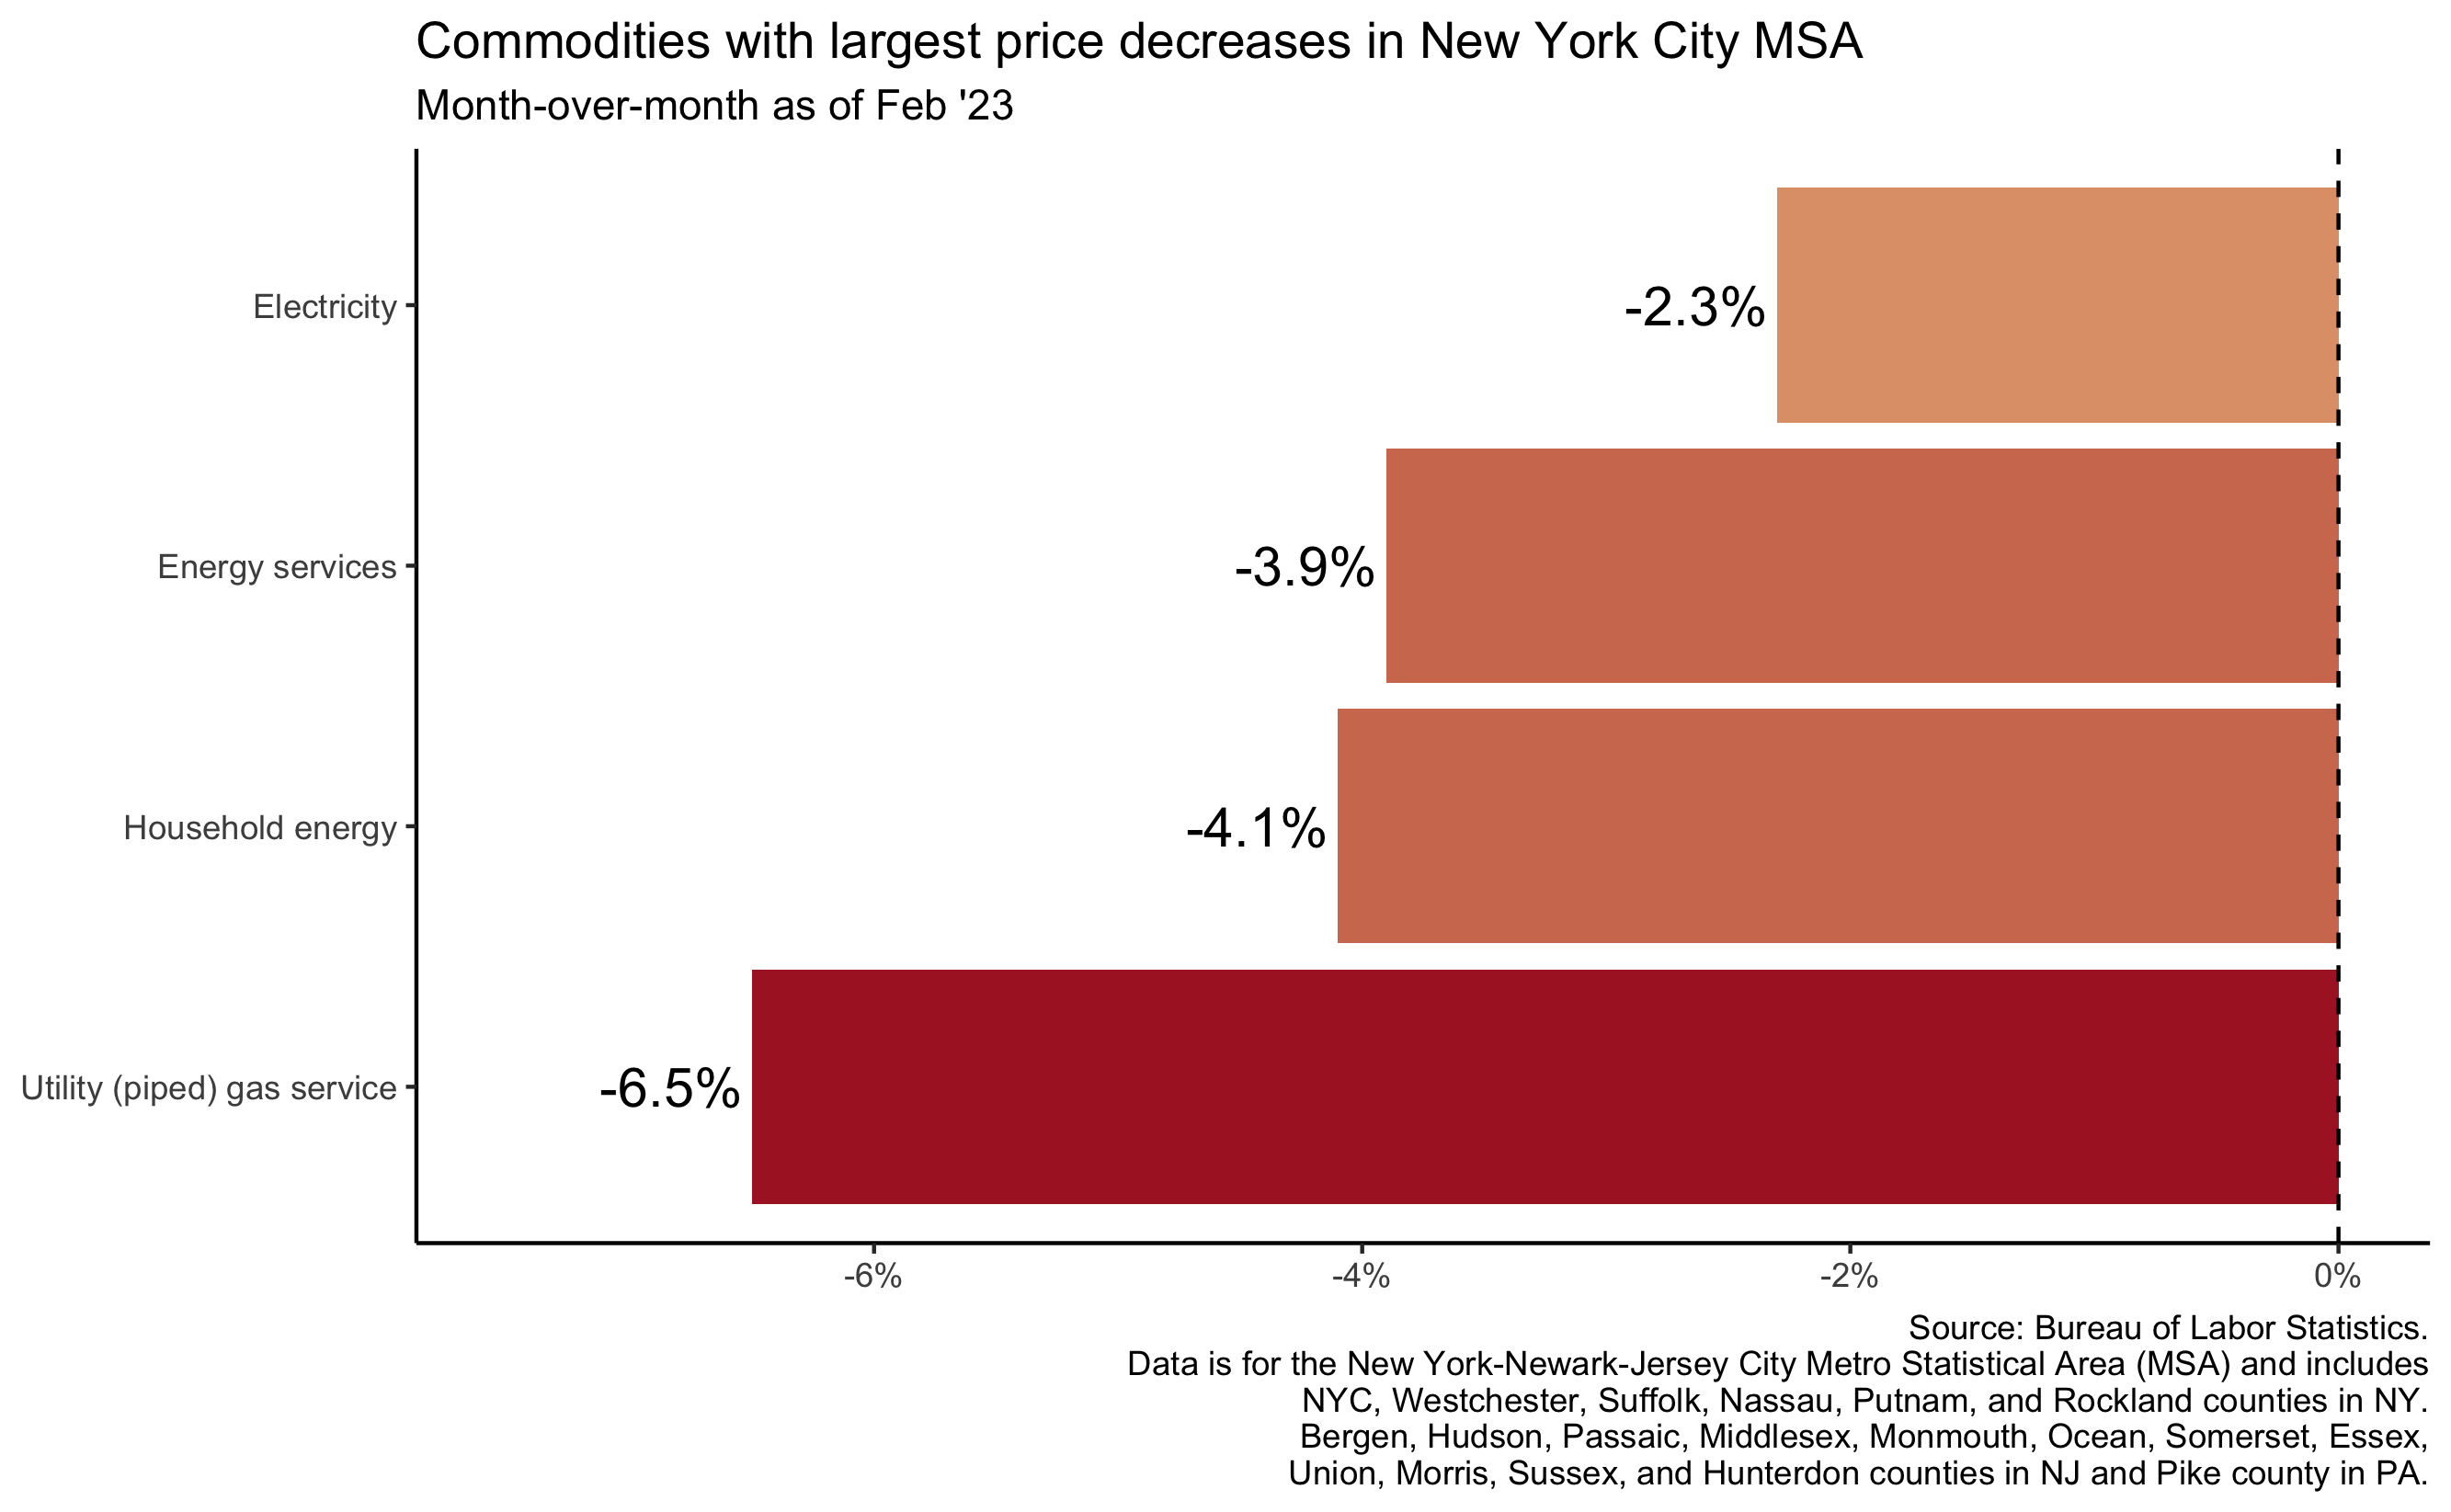 Commodities with largest price decreases in New York City MSA
Month-over-month as of Feb '23
Electricity
-2.3%
Energy services
-3.9%
Household energy
-4.1%
Utility (piped) gas service
-6.5%
-6%
-4%
-2%
0%
Source: Bureau of Labor Statistics.
Data is for the New York-Newark-Jersey City Metro Statistical Area (MSA) and includes
NYC, Westchester, Suffolk, Nassau, Putnam, and Rockland counties in NY.
Bergen, Hudson, Passaic, Middlesex, Monmouth, Ocean, Somerset, Essex,
Union, Morris, Sussex, and Hunterdon counties in NJ and Pike county in PA.